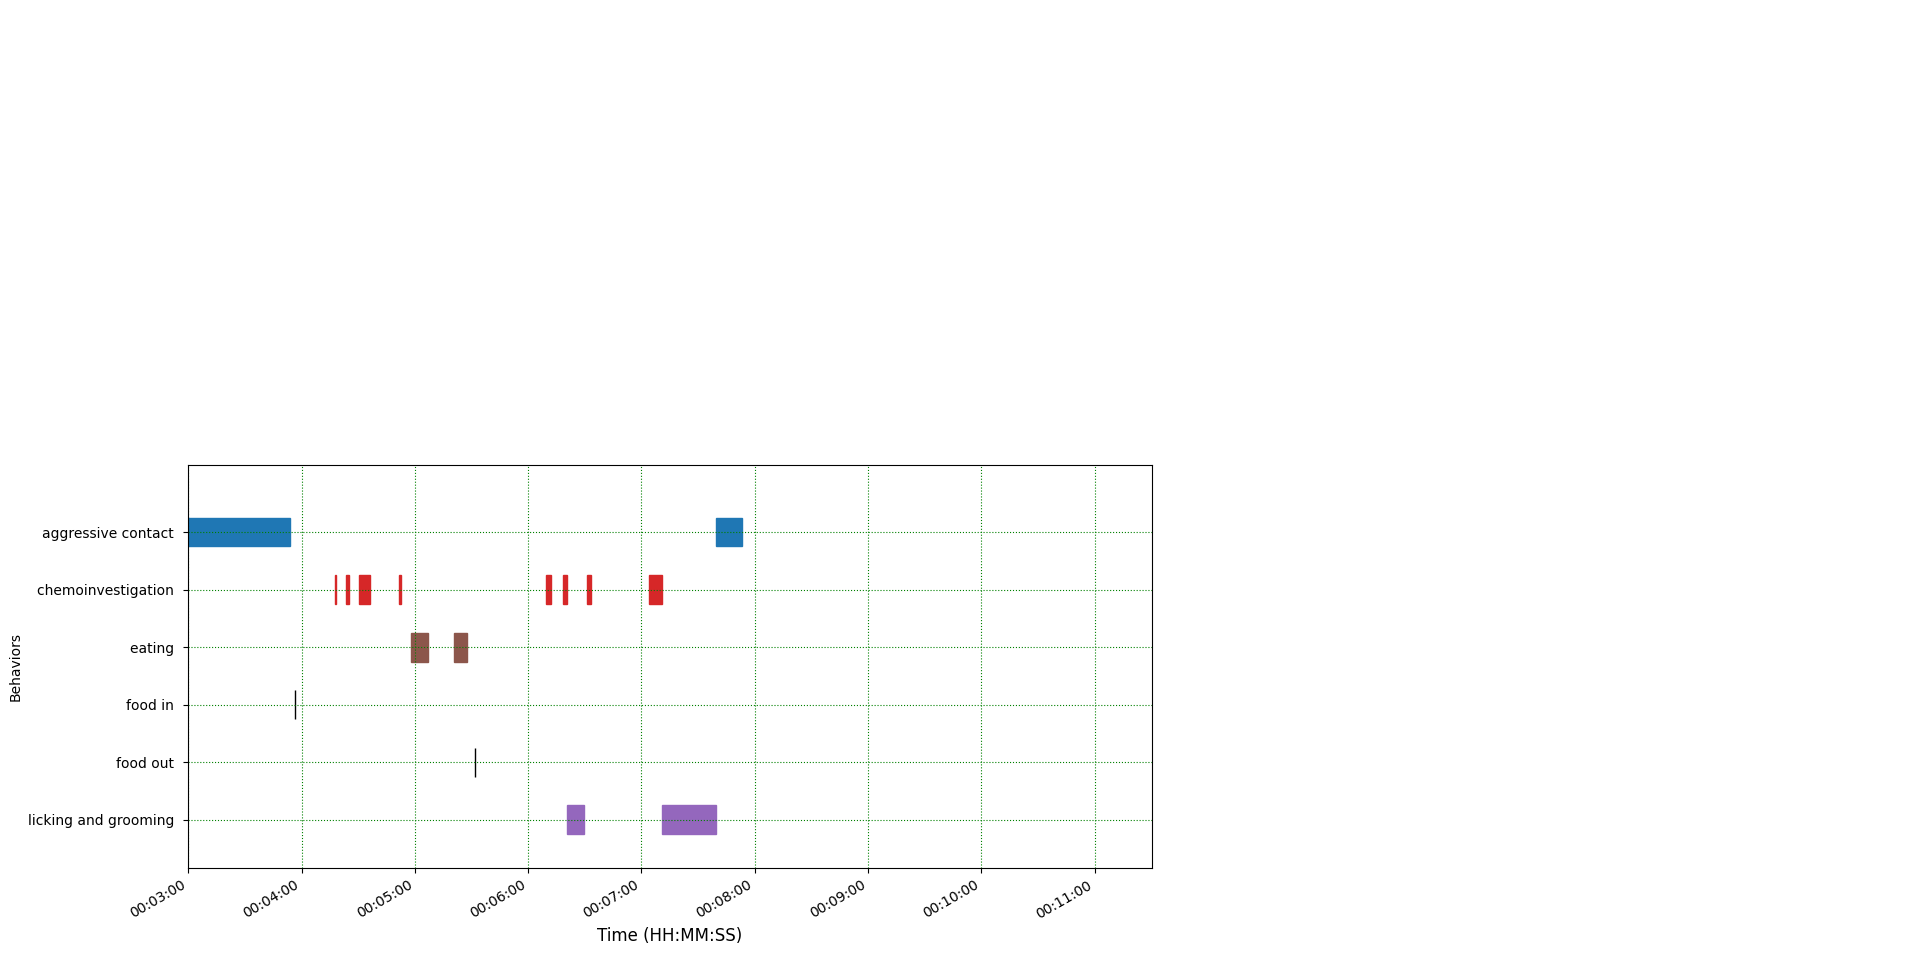 aggressive contact
chemoinvestigation
eating
food in
food out
licking and grooming
Behaviors
00:03:00
00:04:00
00:05:00
00:06:00
00:07:00
00:08:00
00:09:00
00:10:00
00:11:00
Time (HH:MM:SS)